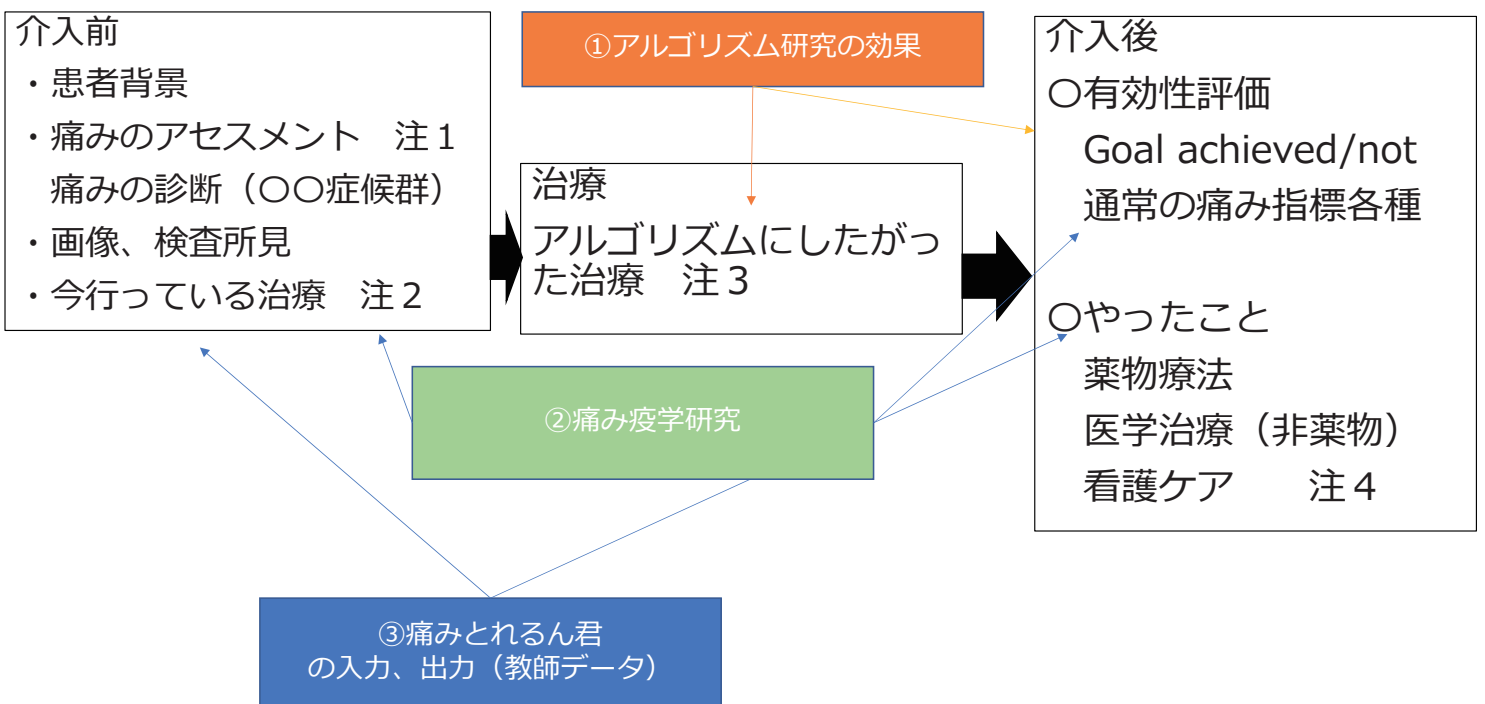 介入前
・患者背景
・痛みのアセスメント　注１
痛みの診断（〇〇症候群）
・画像、検査所見
・今行っている治療　注２
①アルゴリズム研究の効果
治療
アルゴリズムにしたがっ
た治療　注３
介入後
〇有効性評価
Goal achieved/not
通常の痛み指標各種
〇やったこと
薬物療法
医学治療（非薬物）
看護ケア　　注４
②痛み疫学研究
③痛みとれるん君
の入力、出力（教師データ）